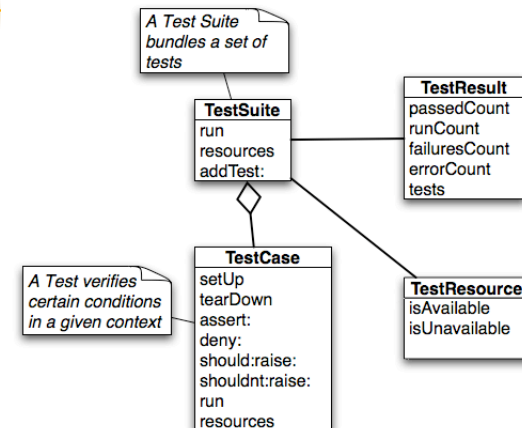 A Test Suite
bundles a set of
tests
TestSuite
run
resources
addTest:
TestResult
passedCount
runCount
failuresCount
errorCount
tests
TestCase
setUp
tearDown
assert:
deny:
should:raise:
shouldnt:raise:
run
resources
A Test verifies
certain conditions
in a given context
TestResource
isAvailable
isUnavailable